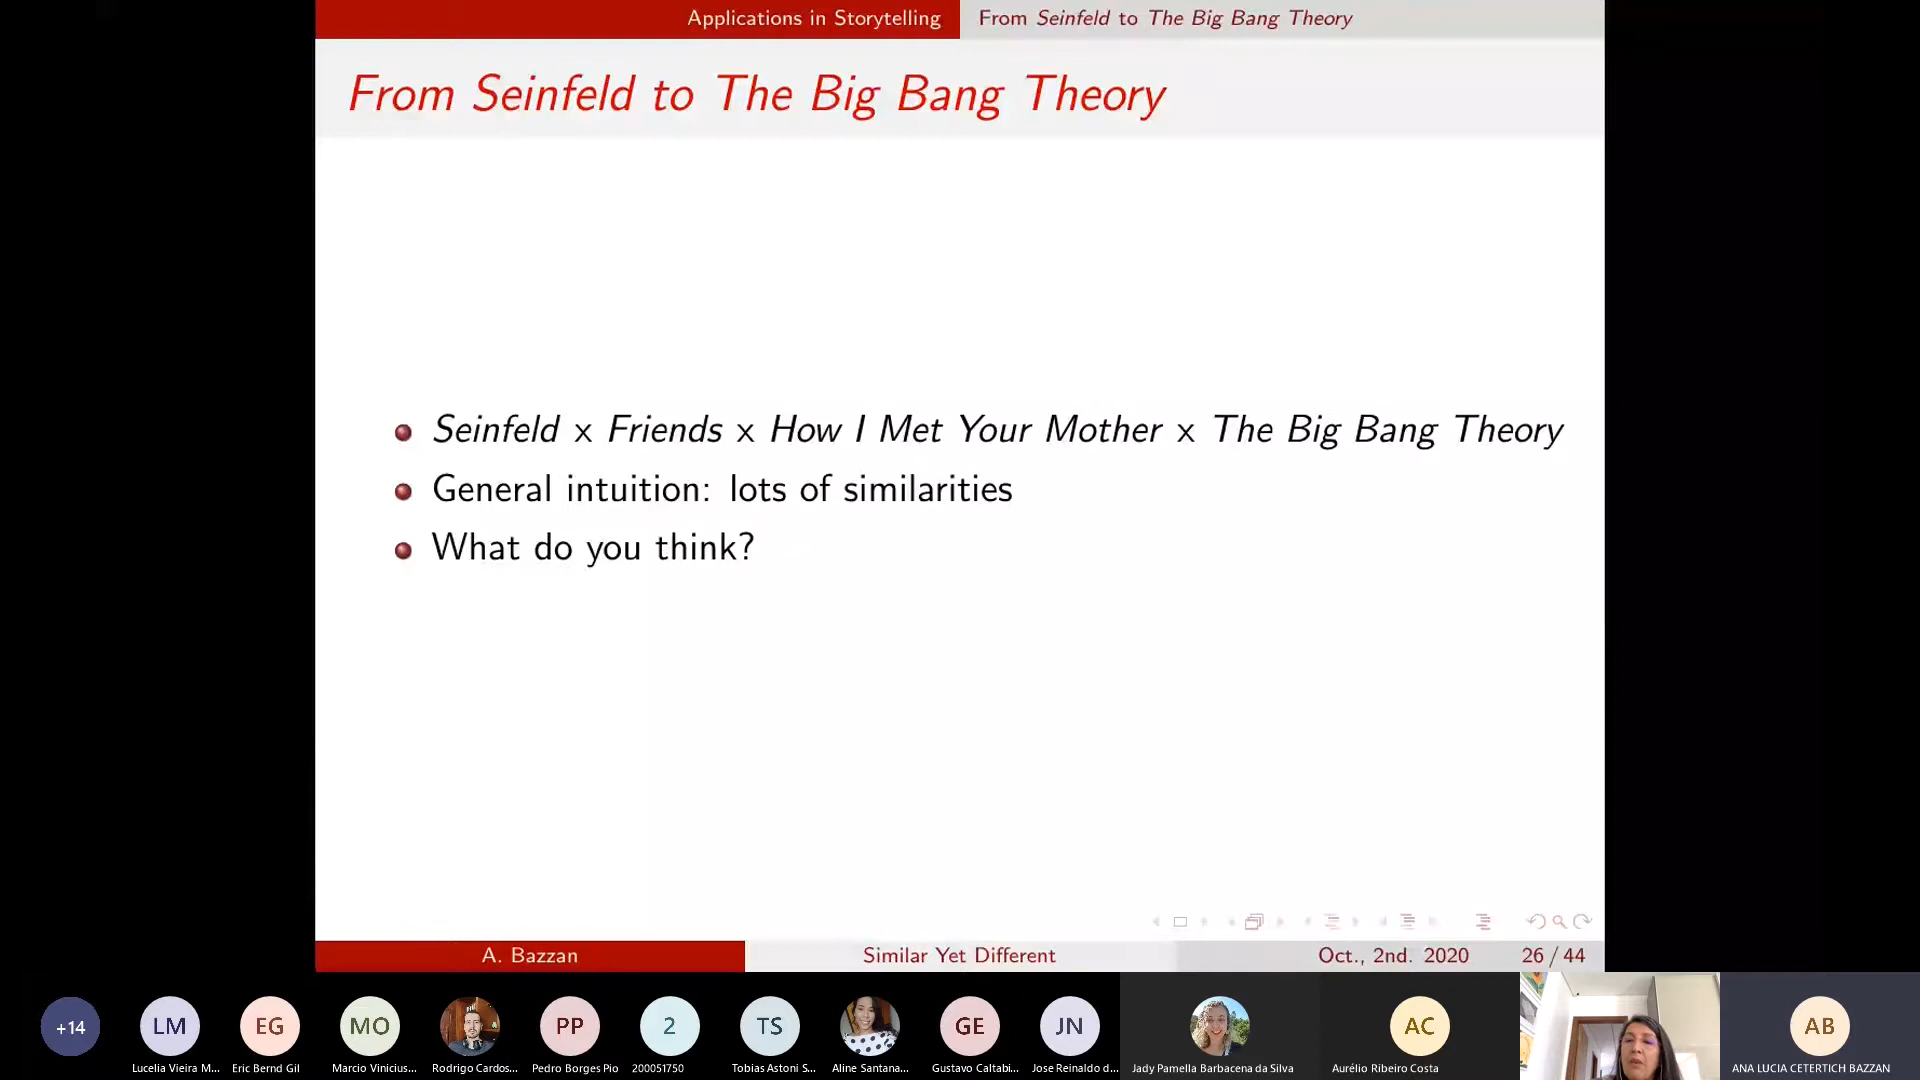 Applications in Storytelling
From Seinfeld to The Big Bang Theory
From Seinfeld to The Big Bang Theory
Seinfeld x Friends x How I Met Your Mother x The Big Bang Theory
General intuition: lots of similarities
What do you think?
A. Bazzan
Similar Yet Different
Oct., 2nd. 2020
26 / 44
+14
LM
EG
MO
PP
2
TS
GE
JN
AC
AB
Lucelia Vieira M...
Eric Bernd Gil
Marcio Vinicius...
Rodrigo Cardos...
Pedro Borges Pio
200051750
Tobias Astoni S...
Aline Santana...
Gustavo Caltabi...
Jose Reinaldo d...
Jady Pamella Barbacena da Silva
Aurélio Ribeiro Costa
ANA LUCIA CETERTICH BAZZAN